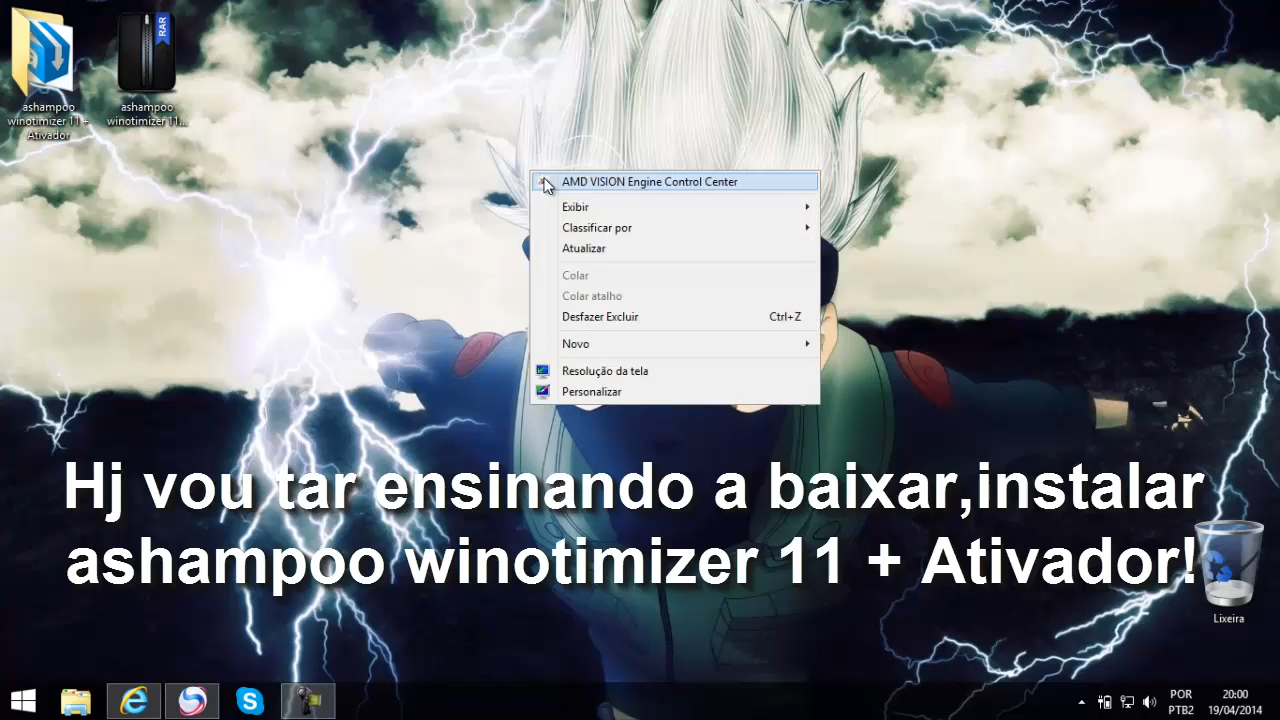 ashampoo
winotimizer 11 +
Ativador
RAR
ashampoo
winotimizer 11...
AMD VISION Engine Control Center
Exibir
Classificar por
Atualizar
Colar
Colar atalho
Desfazer Excluir Ctrl+Z
Novo
Resolução da tela
Personalizar
Hj vou tar ensinando a baixar,instalar
ashampoo winotimizer 11 + Ativador!
Lixeira
POR 20:00
PTB2 19/04/2014